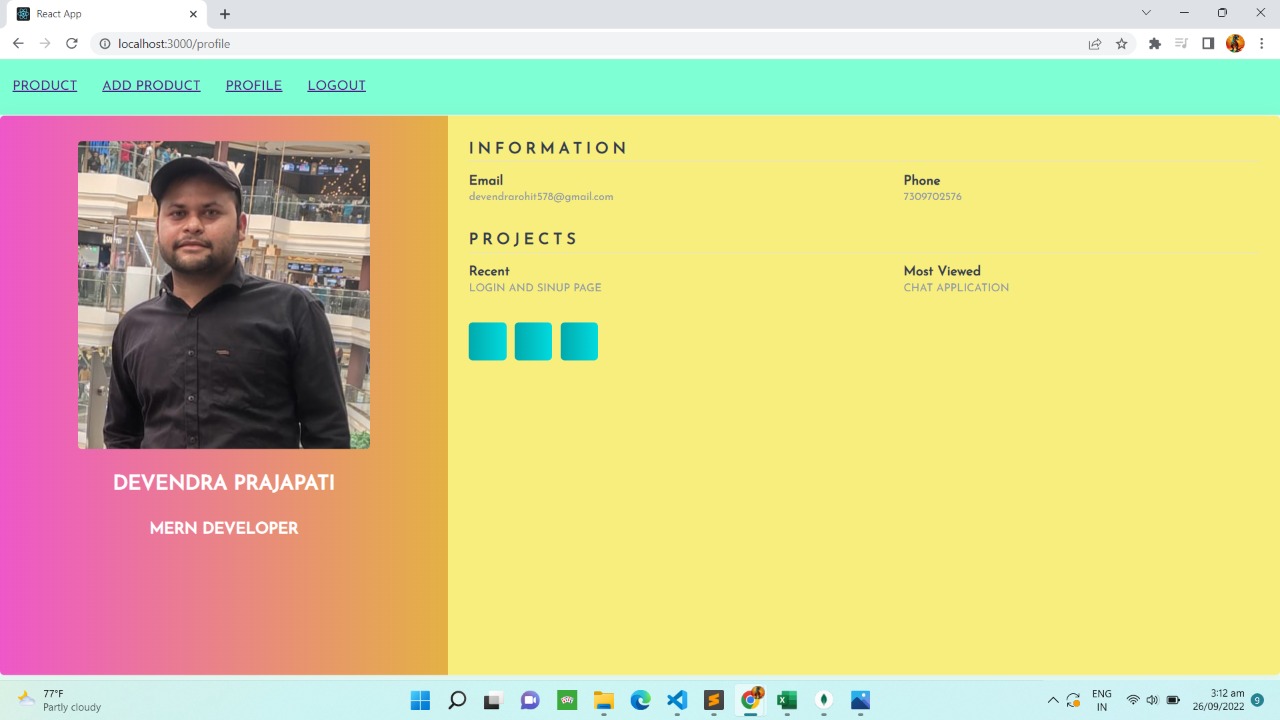 React App
localhost:3000/profile
PRODUCT ADD PRODUCT PROFILE LOGOUT
DEVENDRA PRAJAPATI
MERN DEVELOPER
INFORMATION
Email Phone
devendrarohit578@gmail.com 7309702576
PROJECTS
Recent Most Viewed
LOGIN AND SINUP PAGE CHAT APPLICATION
77°F
Partly cloudy
ENG
IN
3:12 am
26/09/2022